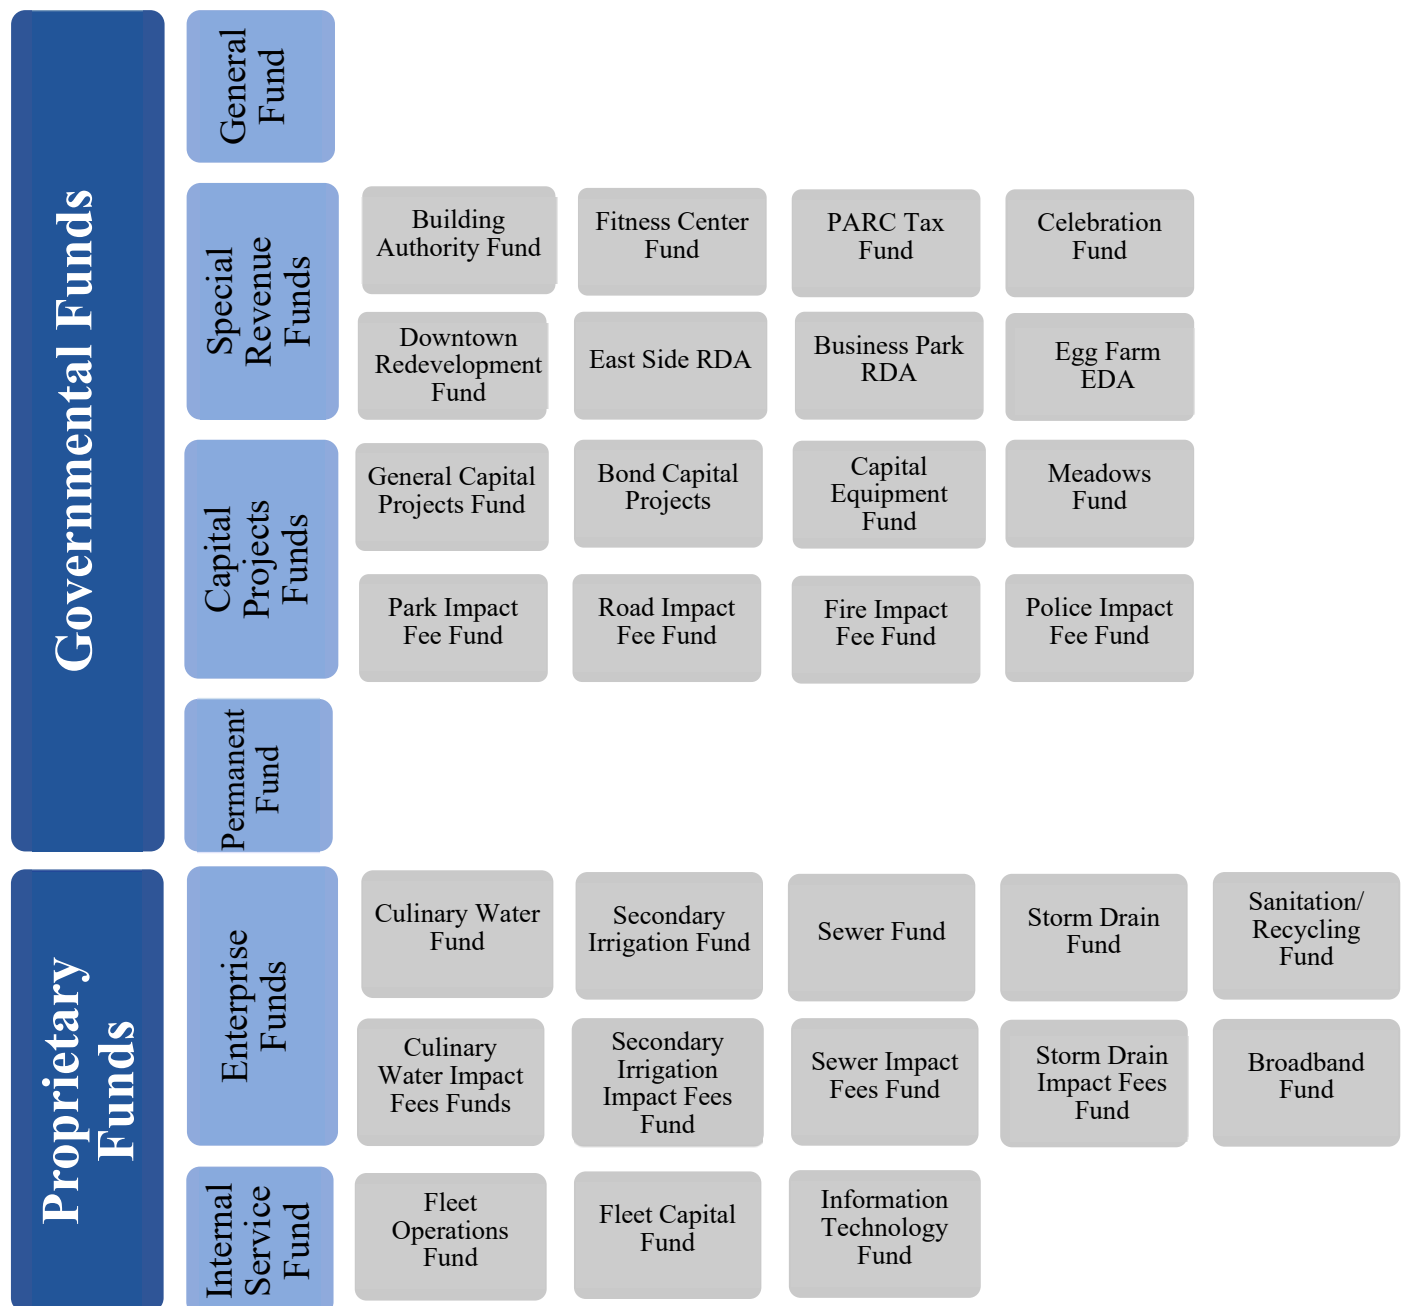 Governmental Funds
General
Fund
Special
Revenue
Funds
Building
Authority Fund
Fitness Center
Fund
PARC Tax
Fund
Celebration
Fund
Downtown
Redevelopment
Fund
East Side RDA
Business Park
RDA
Egg Farm
EDA
Capital
Projects
Funds
General Capital
Projects Fund
Bond Capital
Projects
Capital
Equipment
Fund
Meadows
Fund
Park Impact
Fee Fund
Road Impact
Fee Fund
Fire Impact
Fee Fund
Police Impact
Fee Fund
Permanent
Fund
Proprietary
Funds
Enterprise
Funds
Culinary Water
Fund
Secondary
Irrigation Fund
Sewer Fund
Storm Drain
Fund
Sanitation/
Recycling
Fund
Culinary
Water Impact
Fees Funds
Secondary
Irrigation
Impact Fees
Fund
Sewer Impact
Fees Fund
Storm Drain
Impact Fees
Fund
Broadband
Fund
Internal
Service
Fund
Fleet
Operations
Fund
Fleet Capital
Fund
Information
Technology
Fund